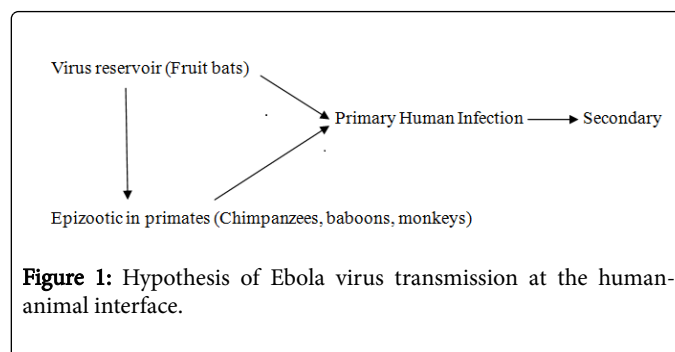 Virus reservoir (Fruit bats)
Primary Human Infection Secondary
Epizootic in primates (Chimpanzees, baboons, monkeys)
Figure 1: Hypothesis of Ebola virus transmission at the human-
animal interface.